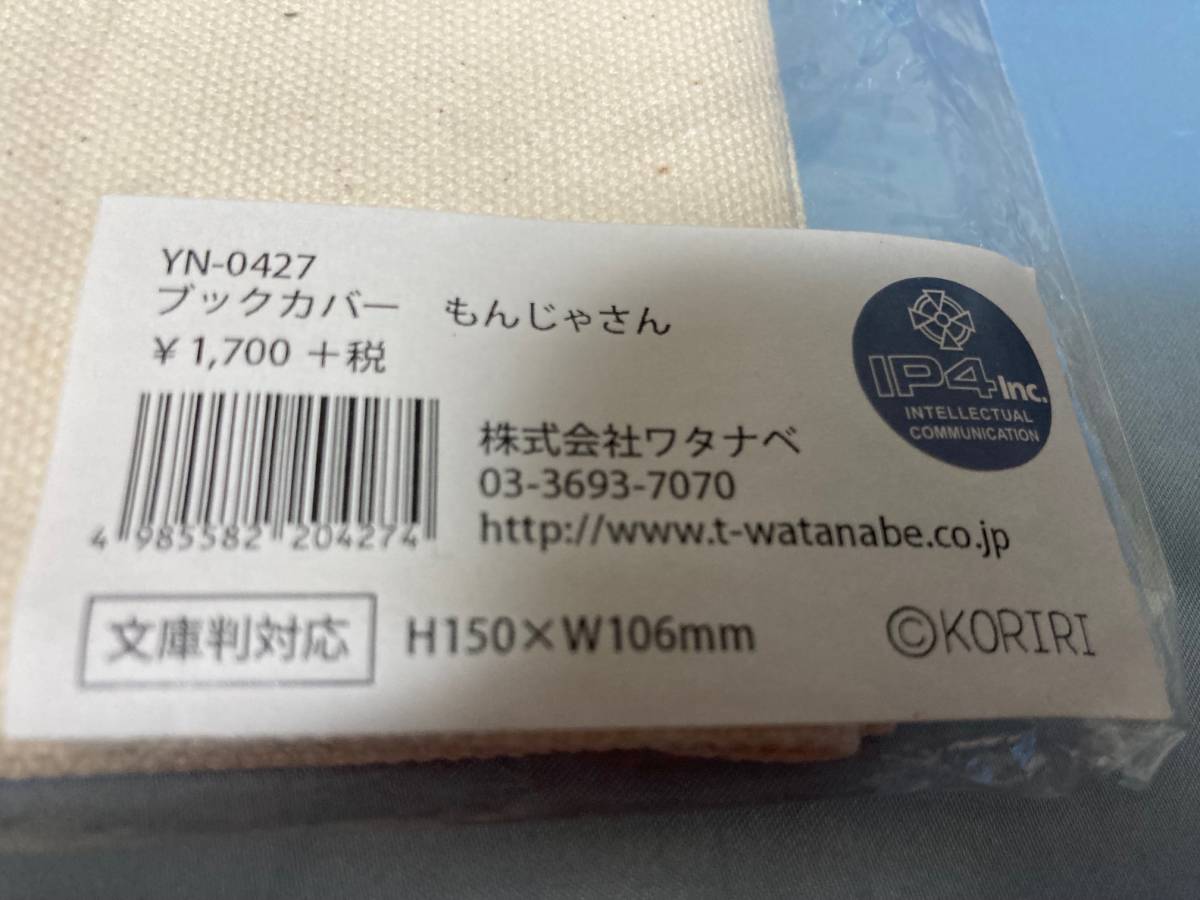 YN-0427
ブックカバー　もんじゃさん
¥1,700 +税
4 985582 204274
株式会社ワタナベ
03-3693-7070
http://www.t-watanabe.co.jp
IP4 Inc.
INTELLECTUAL
COMMUNICATION
文庫判対応
H150×W106mm
©KORIRI